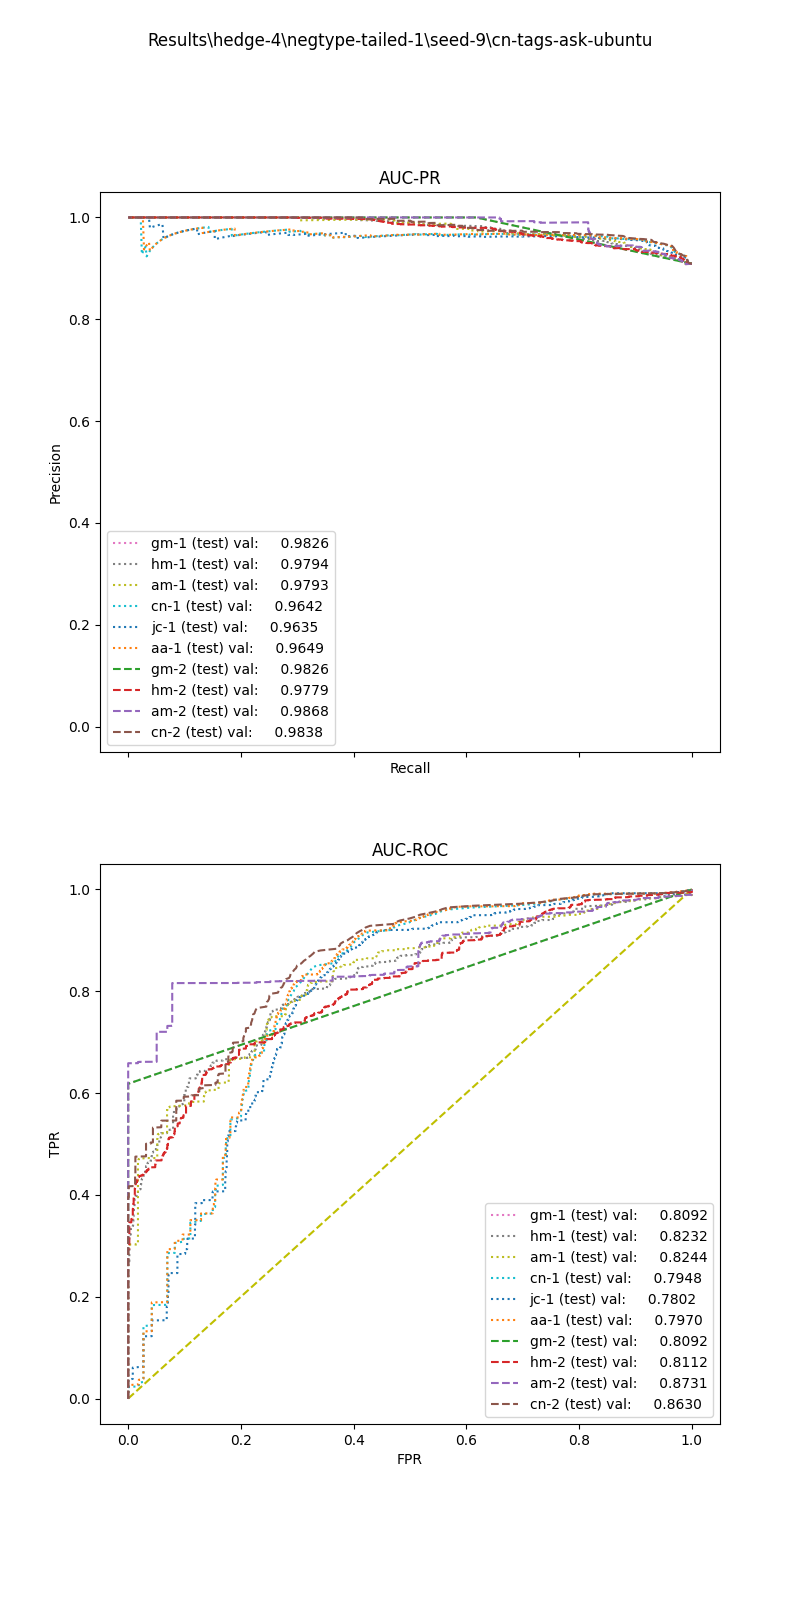 Results\hedge-4\negtype-tailed-1\seed-9\cn-tags-ask-ubuntu
AUC-PR
1.0
0.8
0.6
0.4
0.2
0.0
Precision
gm-1 (test) val: 0.9826
hm-1 (test) val: 0.9794
am-1 (test) val: 0.9793
cn-1 (test) val: 0.9642
jc-1 (test) val: 0.9635
aa-1 (test) val: 0.9649
gm-2 (test) val: 0.9826
hm-2 (test) val: 0.9779
am-2 (test) val: 0.9868
cn-2 (test) val: 0.9838
Recall
AUC-ROC
1.0
0.8
0.6
0.4
0.2
0.0
TPR
gm-1 (test) val: 0.8092
hm-1 (test) val: 0.8232
am-1 (test) val: 0.8244
cn-1 (test) val: 0.7948
jc-1 (test) val: 0.7802
aa-1 (test) val: 0.7970
gm-2 (test) val: 0.8092
hm-2 (test) val: 0.8112
am-2 (test) val: 0.8731
cn-2 (test) val: 0.8630
0.0 0.2 0.4 0.6 0.8 1.0
FPR